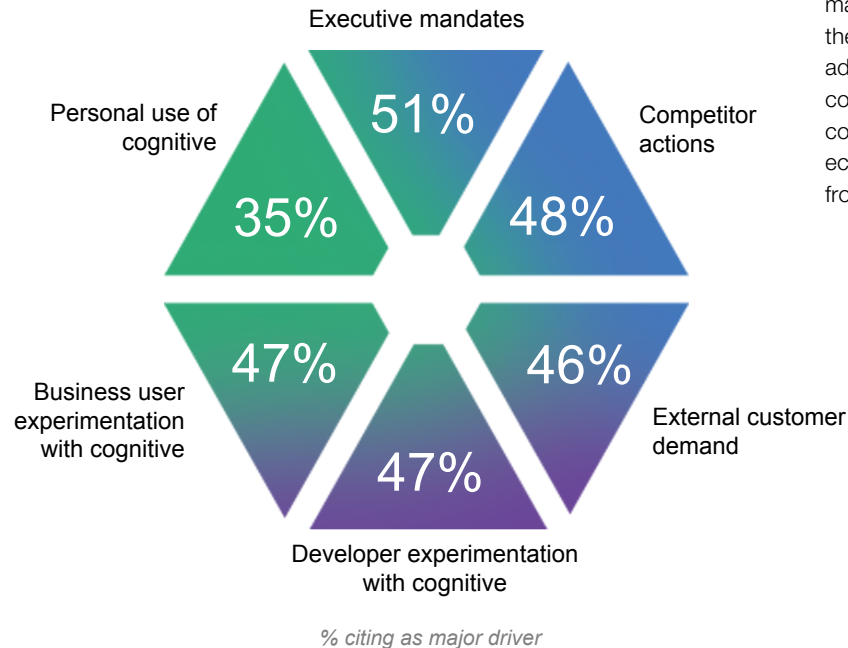 Executive mandates
51%
Personal use of
cognitive
35%
Competitor
actions
48%
47%
Business user
experimentation
with cognitive
46%
External customer
demand
47%
Developer experimentation
with cognitive
% citing as major driver